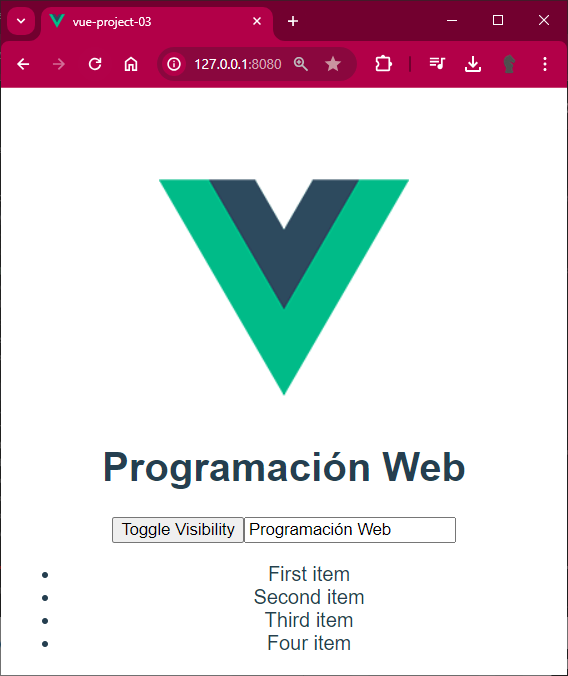 vue-project-03
127.0.0.1:8080
Programación Web
Toggle Visibility Programación Web
First item
Second item
Third item
Four item